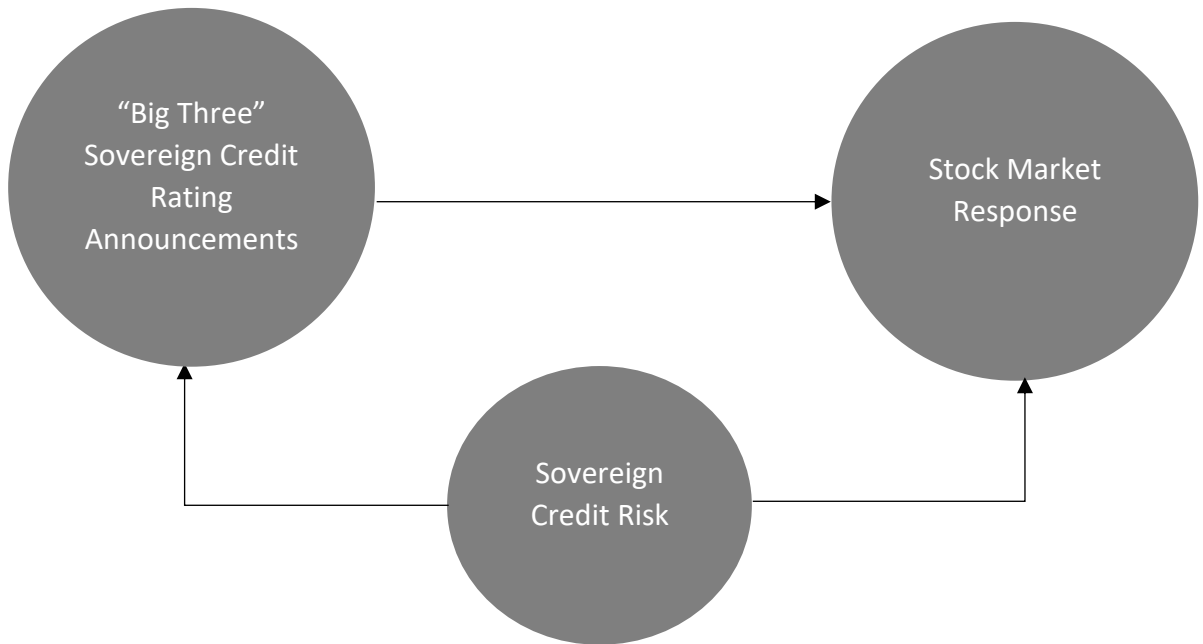 “Big Three”
Sovereign Credit
Rating
Announcements
Stock Market
Response
Sovereign
Credit Risk